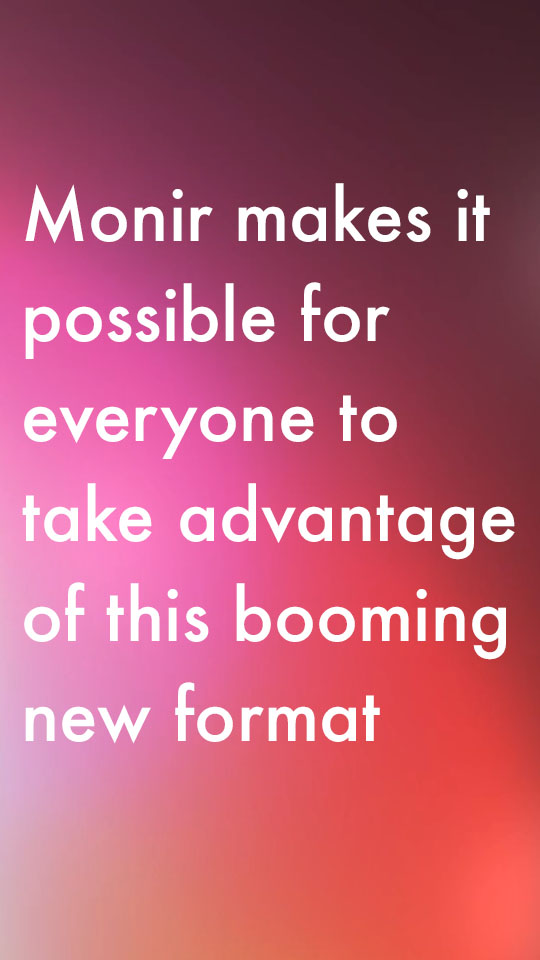 Monir makes it
possible for
everyone to
take advantage
of this booming
new format